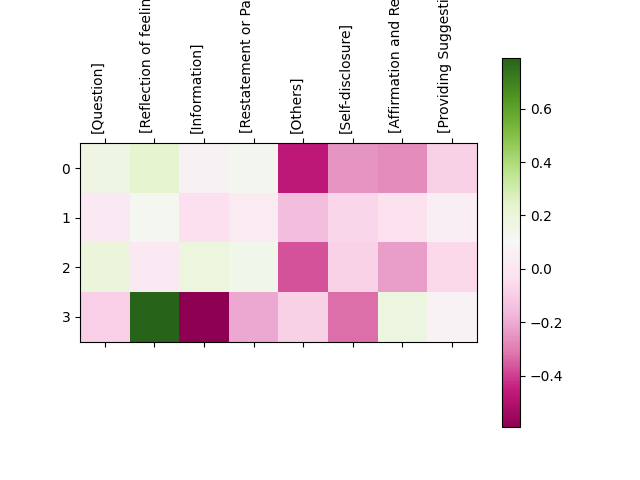 [Question]
[Reflection of feelin
[Information]
[Restatement or Pa
[Others]
[Self-disclosure]
[Affirmation and Re
[Providing Suggesti
0
1
2
3
0.6
0.4
0.2
0.0
−0.2
−0.4